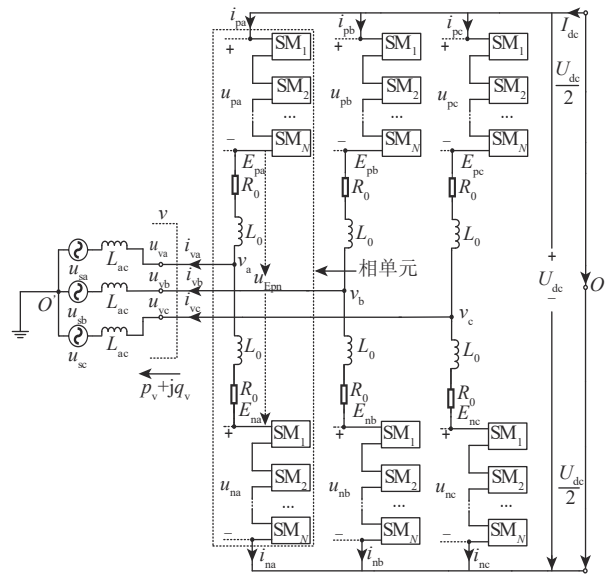 i_pa i_pb i_pc I_dc
+ SM_1 + SM_1 + SM_1
U_dc/2
u_pa SM_2 u_pb SM_2 u_pc SM_2
... ... ...
− SM_N − SM_N − SM_N
E_pa E_pb E_pc
R_0 R_0 R_0
v
L_0 L_0 L_0
u_sa L_ac u_va i_va v_a
相单元
u_Epn
+ U_dc −
O' u_sb L_ac u_vb i_vb v_b O
u_sc L_ac u_vc i_vc v_c
L_0 L_0 L_0
p_v+jq_v
R_0 R_0 R_0
E_na E_nb E_nc
+ SM_1 + SM_1 + SM_1
u_na SM_2 u_nb SM_2 u_nc SM_2
U_dc/2
... ... ...
− SM_N − SM_N − SM_N
i_na i_nb i_nc